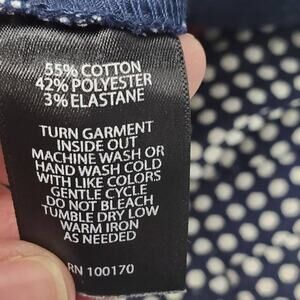 55% COTTON
42% POLYESTER
3% ELASTANE
TURN GARMENT
INSIDE OUT
MACHINE WASH OR
HAND WASH COLD
WITH LIKE COLORS
GENTLE CYCLE
DO NOT BLEACH
TUMBLE DRY LOW
WARM IRON
AS NEEDED
RN 100170